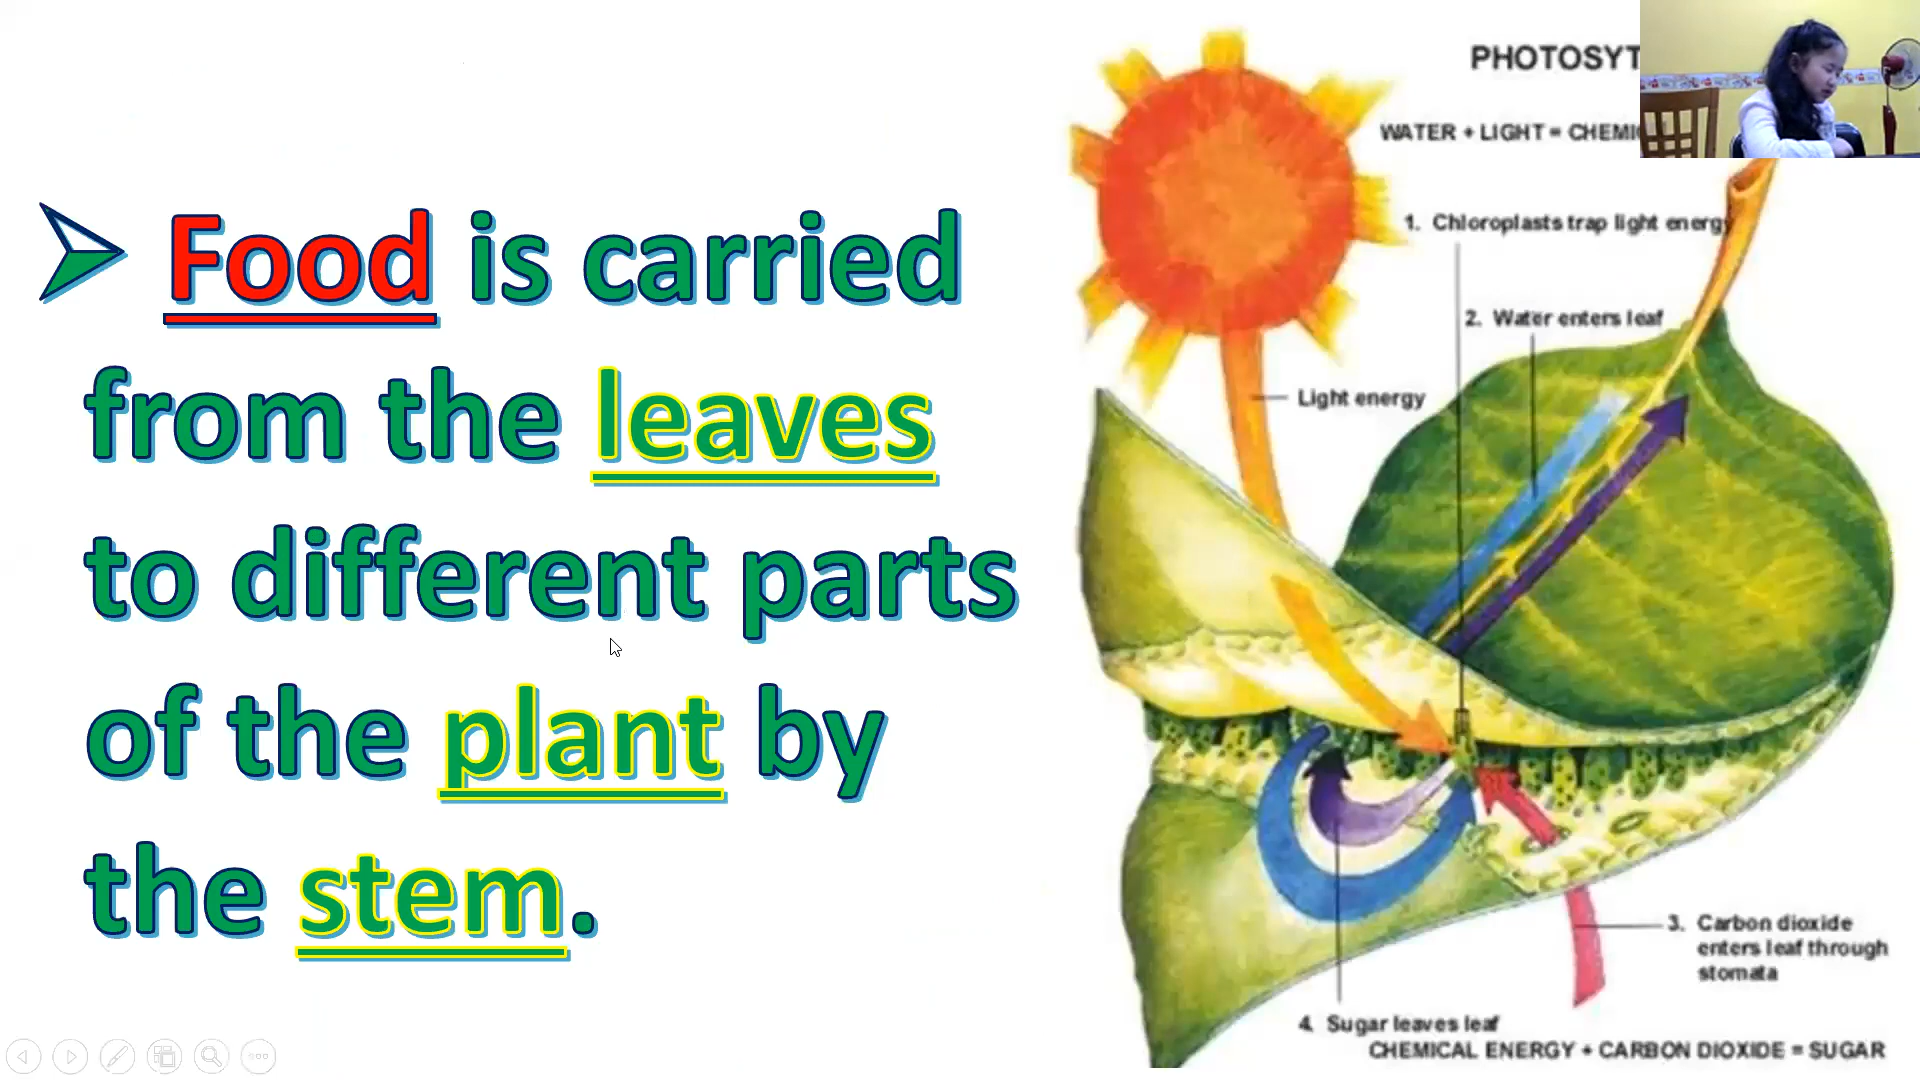 Food is carried
from the leaves
to different parts
of the plant by
the stem.
PHOTOSYT
WATER + LIGHT = CHEMI
1. Chloroplasts trap light energy
2. Water enters leaf
Light energy
3. Carbon dioxide
enters leaf through
stomata
4. Sugar leaves leaf
CHEMICAL ENERGY + CARBON DIOXIDE = SUGAR